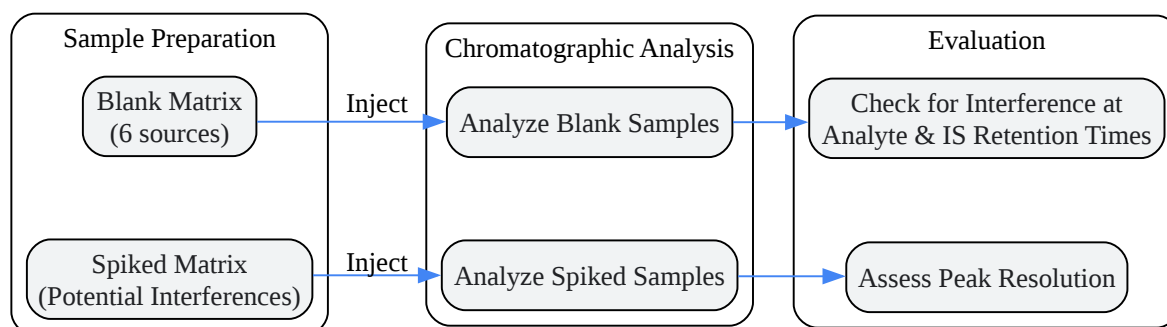 Sample Preparation
Blank Matrix
(6 sources)
Spiked Matrix
(Potential Interferences)
Inject
Inject
Chromatographic Analysis
Analyze Blank Samples
Analyze Spiked Samples
Evaluation
Check for Interference at
Analyte & IS Retention Times
Assess Peak Resolution